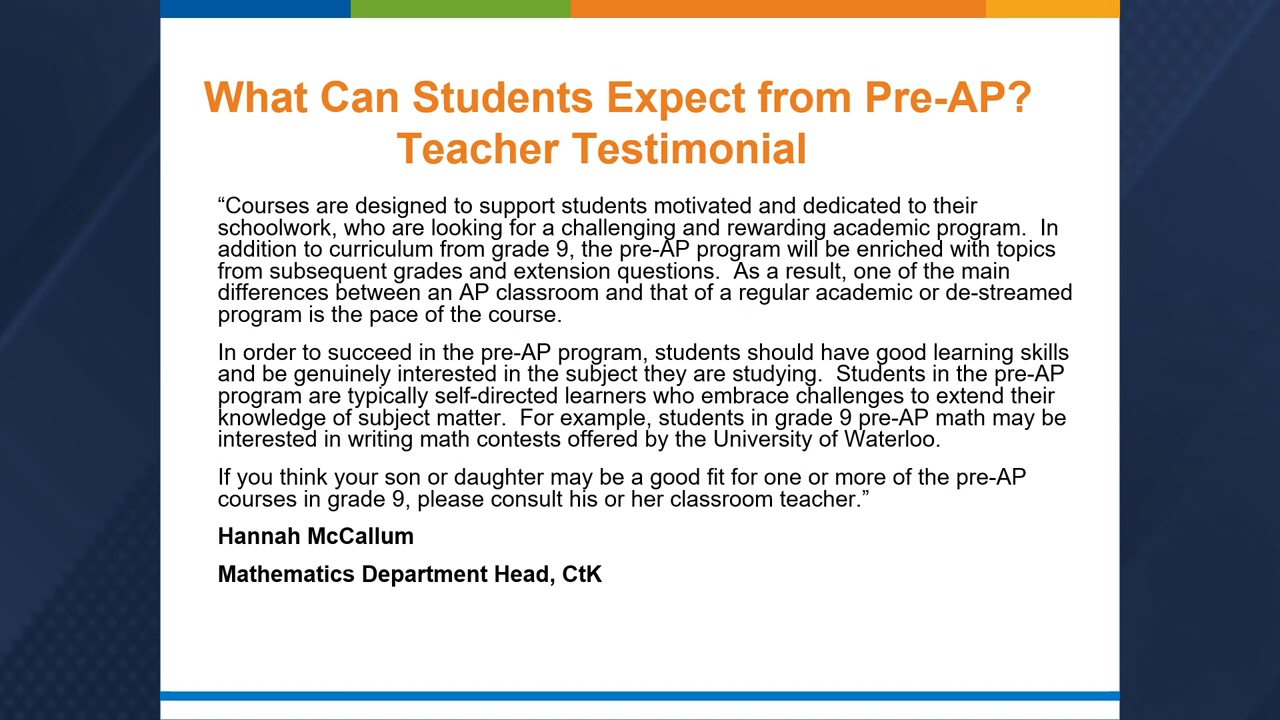 What Can Students Expect from Pre-AP?
Teacher Testimonial
“Courses are designed to support students motivated and dedicated to their
schoolwork, who are looking for a challenging and rewarding academic program.  In
addition to curriculum from grade 9, the pre-AP program will be enriched with topics
from subsequent grades and extension questions.  As a result, one of the main
differences between an AP classroom and that of a regular academic or de-streamed
program is the pace of the course.
In order to succeed in the pre-AP program, students should have good learning skills
and be genuinely interested in the subject they are studying.  Students in the pre-AP
program are typically self-directed learners who embrace challenges to extend their
knowledge of subject matter.  For example, students in grade 9 pre-AP math may be
interested in writing math contests offered by the University of Waterloo.
If you think your son or daughter may be a good fit for one or more of the pre-AP
courses in grade 9, please consult his or her classroom teacher.”
Hannah McCallum
Mathematics Department Head, CtK